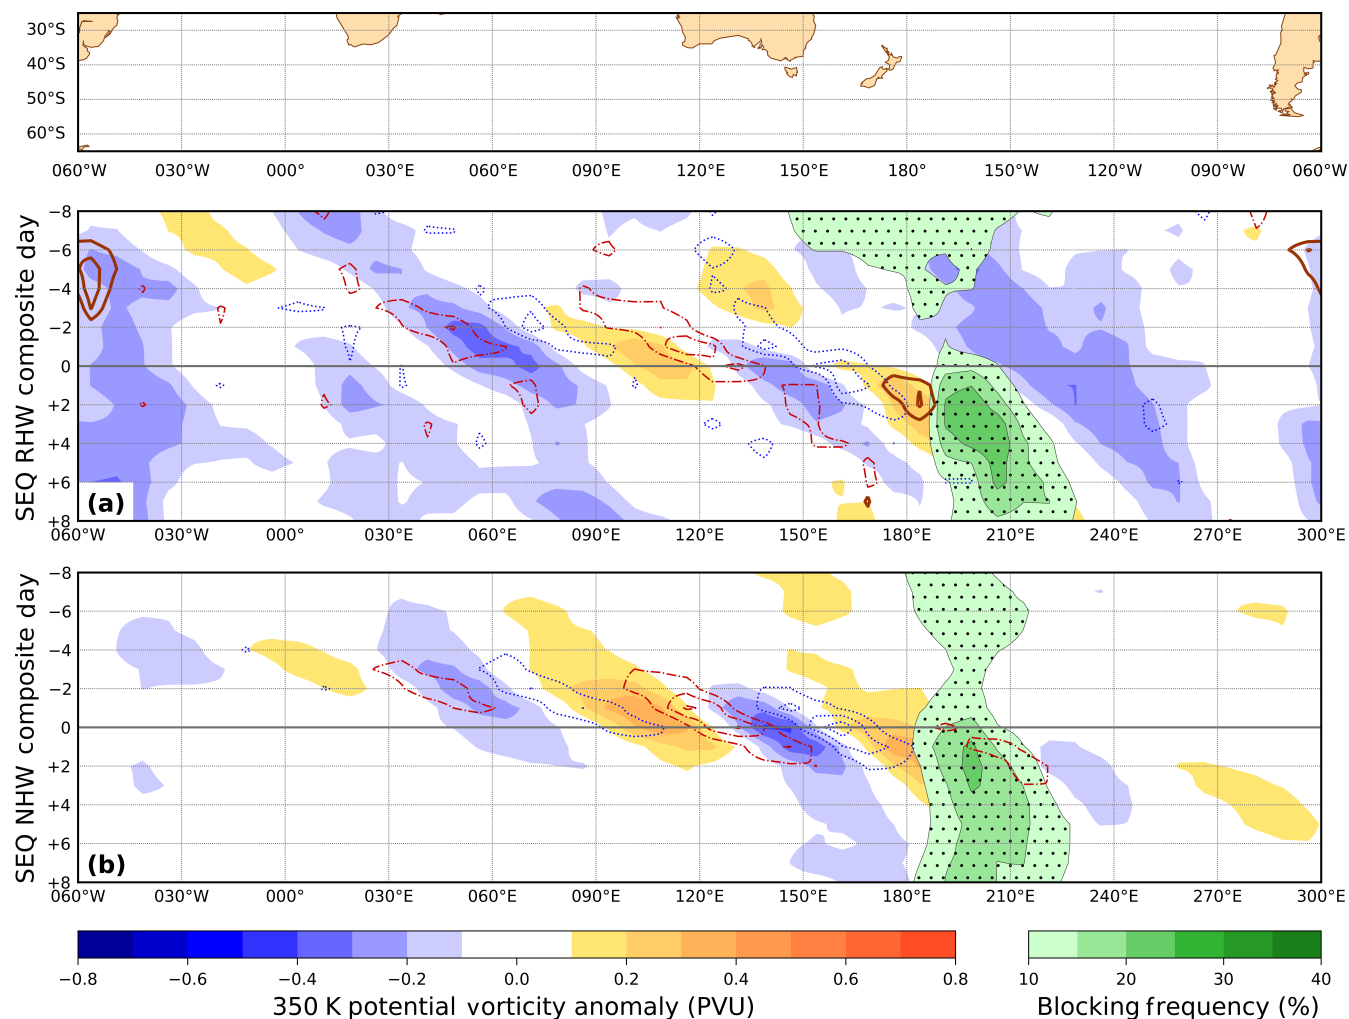 30°S
40°S
50°S
60°S
060°W 030°W 000° 030°E 060°E 090°E 120°E 150°E 180° 150°W 120°W 090°W 060°W
SEQ RHW composite day
−8
−6
−4
−2
0
+2
+4
+6
+8
(a)
060°W 030°W 000° 030°E 060°E 090°E 120°E 150°E 180° 210°E 240°E 270°E 300°E
SEQ NHW composite day
−8
−6
−4
−2
0
+2
+4
+6
+8
(b)
060°W 030°W 000° 030°E 060°E 090°E 120°E 150°E 180° 210°E 240°E 270°E 300°E
−0.8 −0.6 −0.4 −0.2 0.0 0.2 0.4 0.6 0.8
350 K potential vorticity anomaly (PVU)
10 20 30 40
Blocking frequency (%)